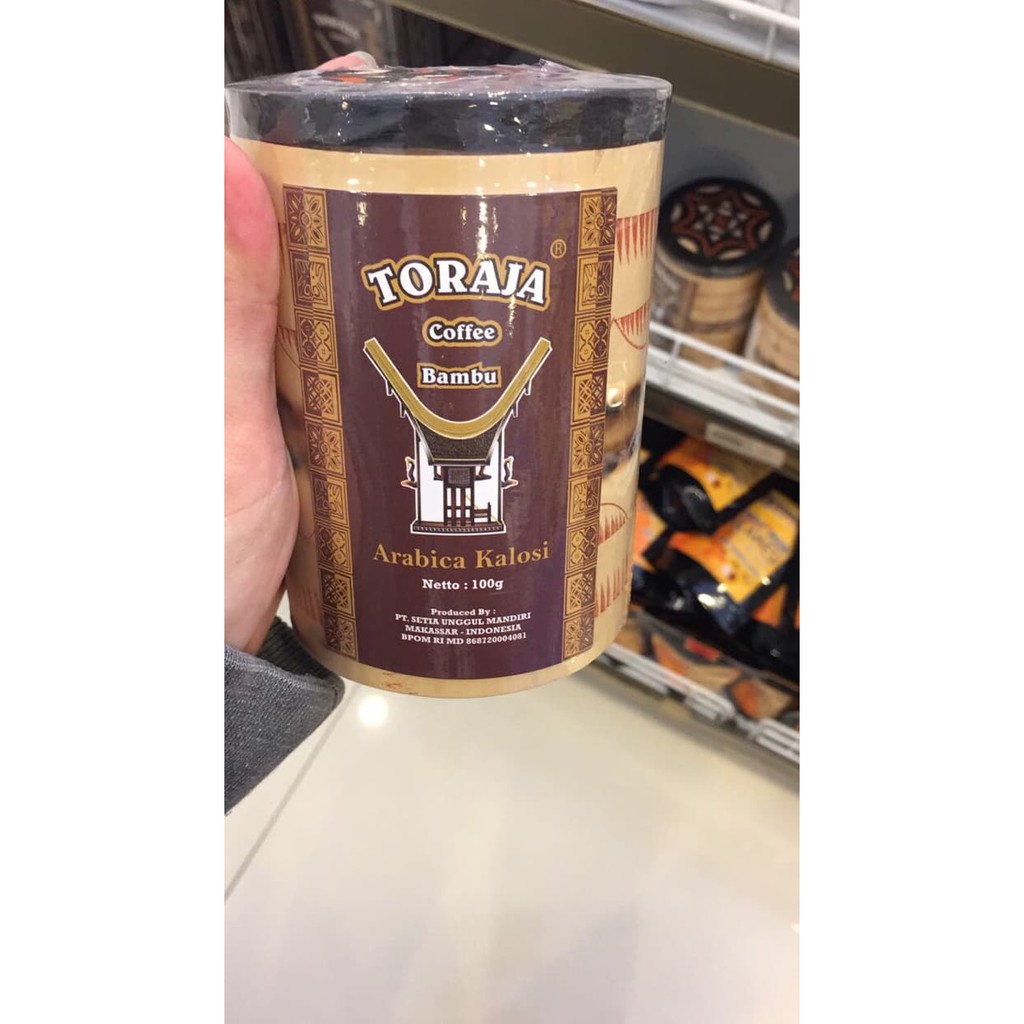 TORAJA ®
Coffee
Bambu
Arabica Kalosi
Netto : 100g
Produced By :
PT. SETIA UNGGUL MANDIRI
MAKASSAR - INDONESIA
BPOM RI MD 868720004081